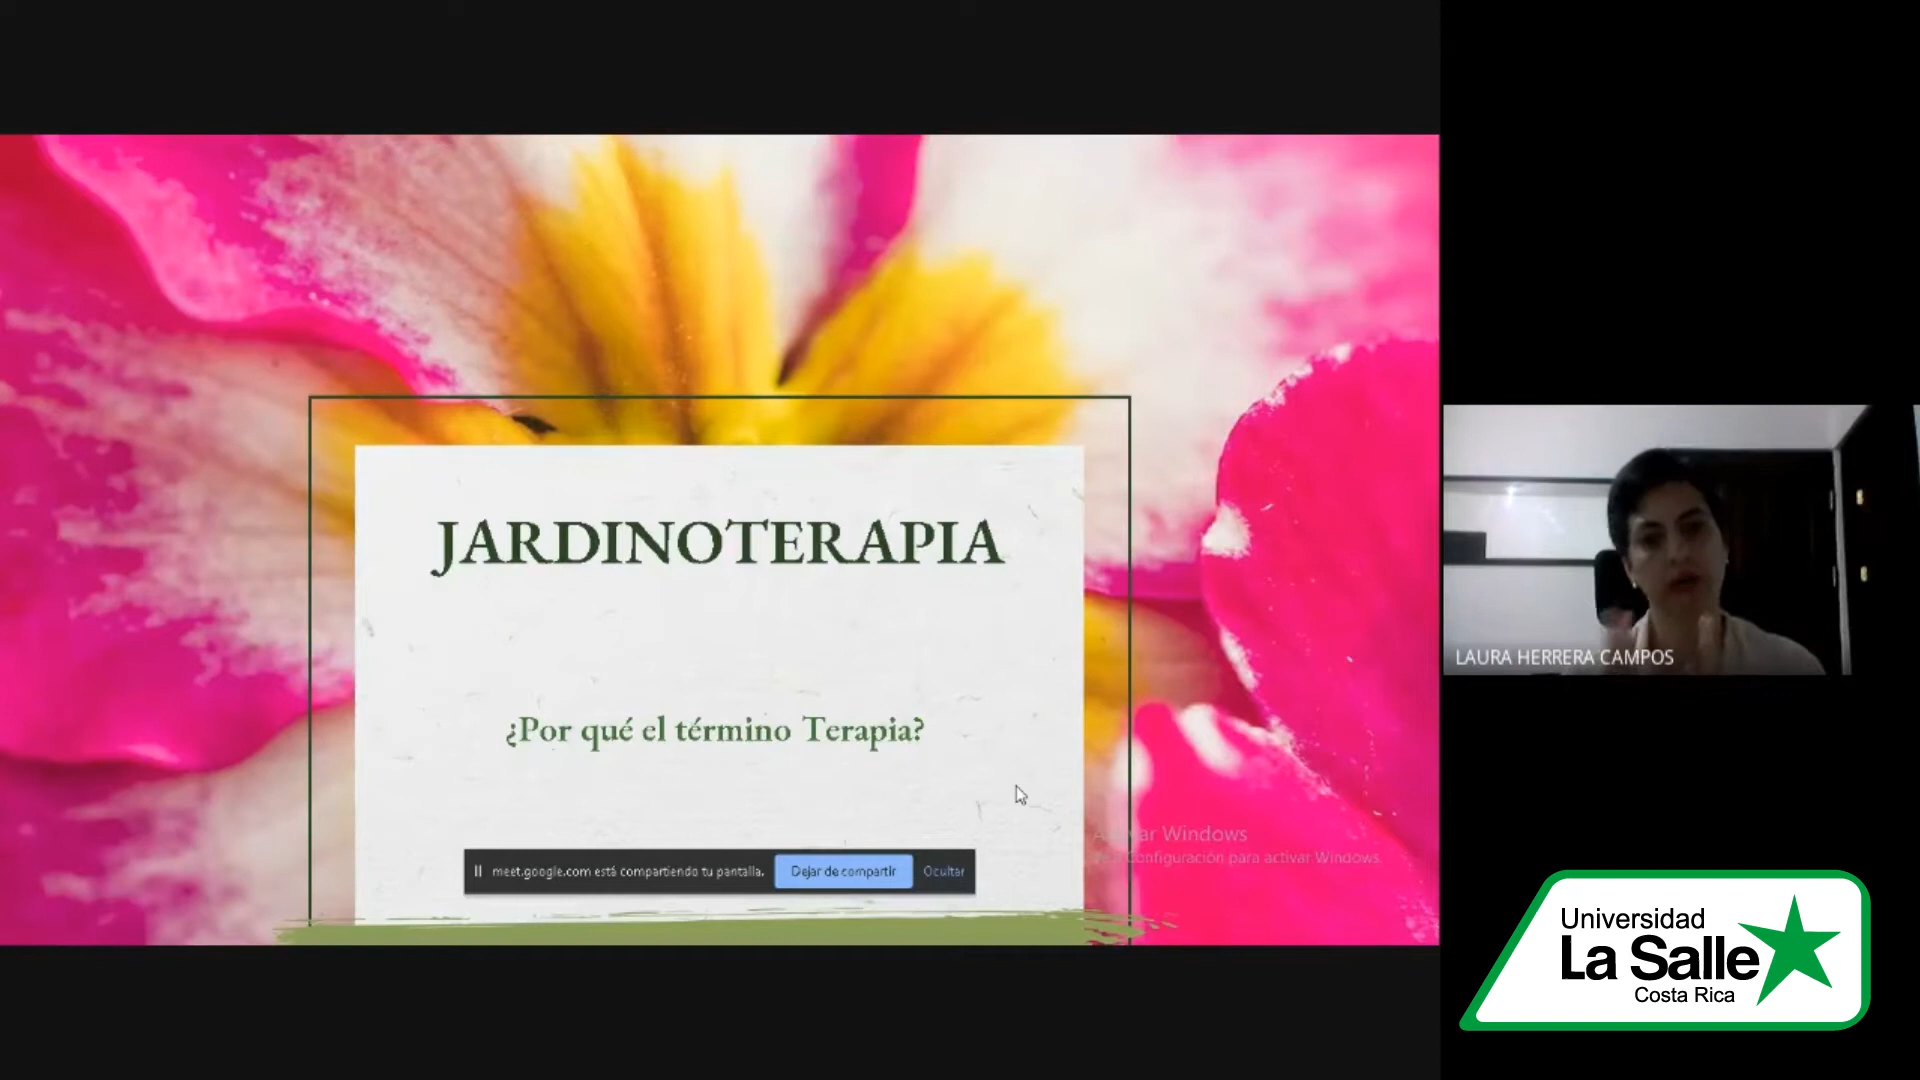 JARDINOTERAPIA
¿Por qué el término Terapia?
meet.google.com está compartiendo tu pantalla.
Dejar de compartir
Ocultar
Windows
Configuración para activar Windows.
LAURA HERRERA CAMPOS
Universidad
La Salle
Costa Rica